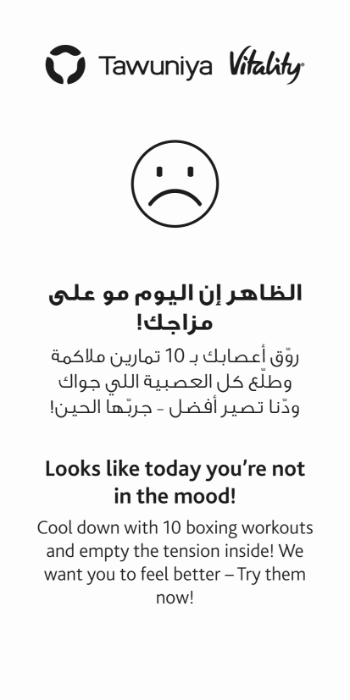 Tawuniya Vitality
الظاهر إن اليوم مو على
مزاجك!
روّق أعصابك بـ 10 تمارين ملاكمة
وطلّع كل العصبية اللي جواك
ودّنا تصير أفضل - جربّها الحين!
Looks like today you're not
in the mood!
Cool down with 10 boxing workouts
and empty the tension inside! We
want you to feel better – Try them
now!